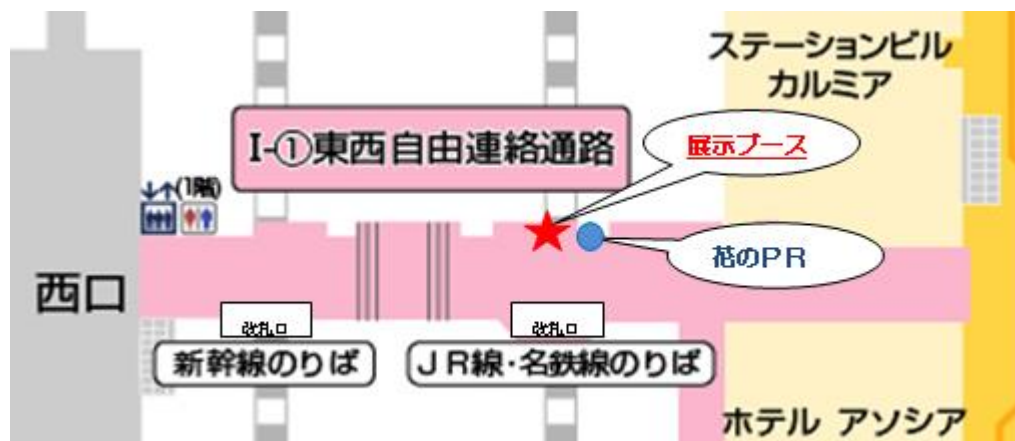 ステーションビル
カルミア
I-①東西自由連絡通路
展示ブース
(1階)
花のPR
西口
改札口
改札口
新幹線のりば
JR線・名鉄線のりば
ホテル アソシア